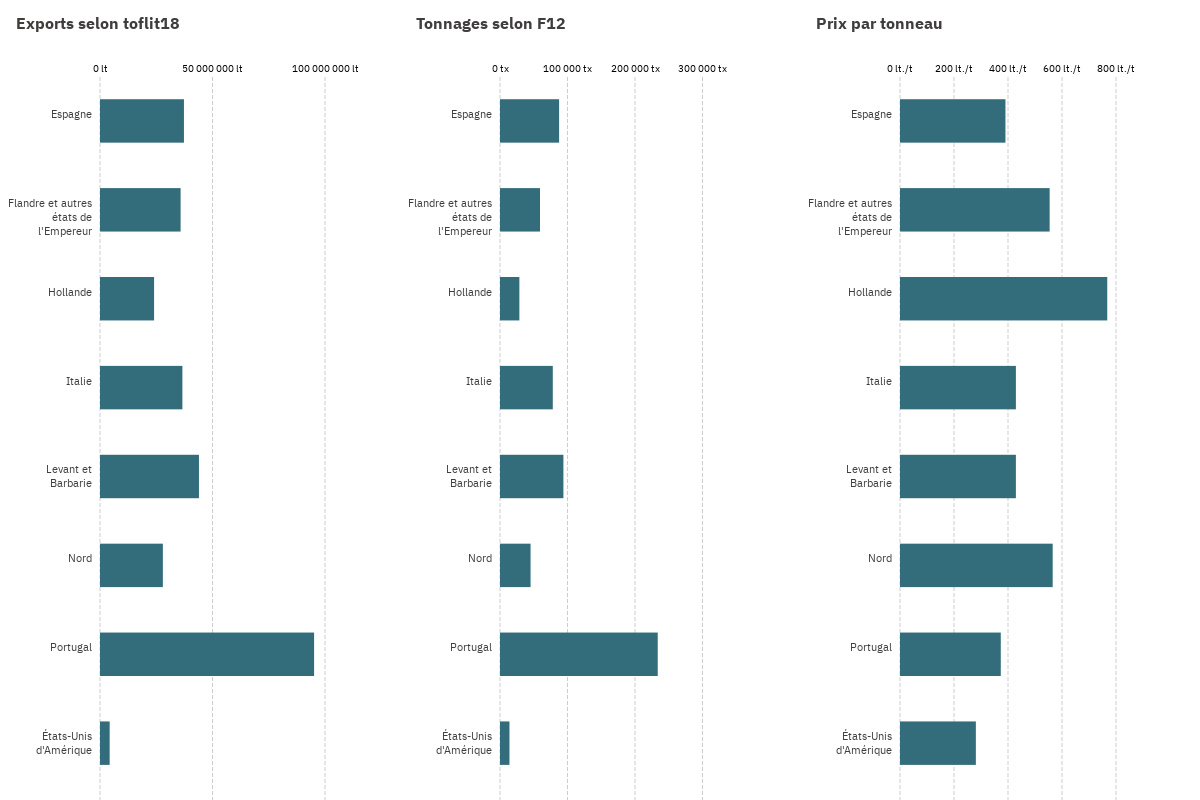 Exports selon toflit18
0 lt 50 000 000 lt 100 000 000 lt
Espagne
Flandre et autres
états de
l'Empereur
Hollande
Italie
Levant et
Barbarie
Nord
Portugal
États-Unis
d'Amérique
Tonnages selon F12
0 tx 100 000 tx 200 000 tx 300 000 tx
Espagne
Flandre et autres
états de
l'Empereur
Hollande
Italie
Levant et
Barbarie
Nord
Portugal
États-Unis
d'Amérique
Prix par tonneau
0 lt./t 200 lt./t 400 lt./t 600 lt./t 800 lt./t
Espagne
Flandre et autres
états de
l'Empereur
Hollande
Italie
Levant et
Barbarie
Nord
Portugal
États-Unis
d'Amérique